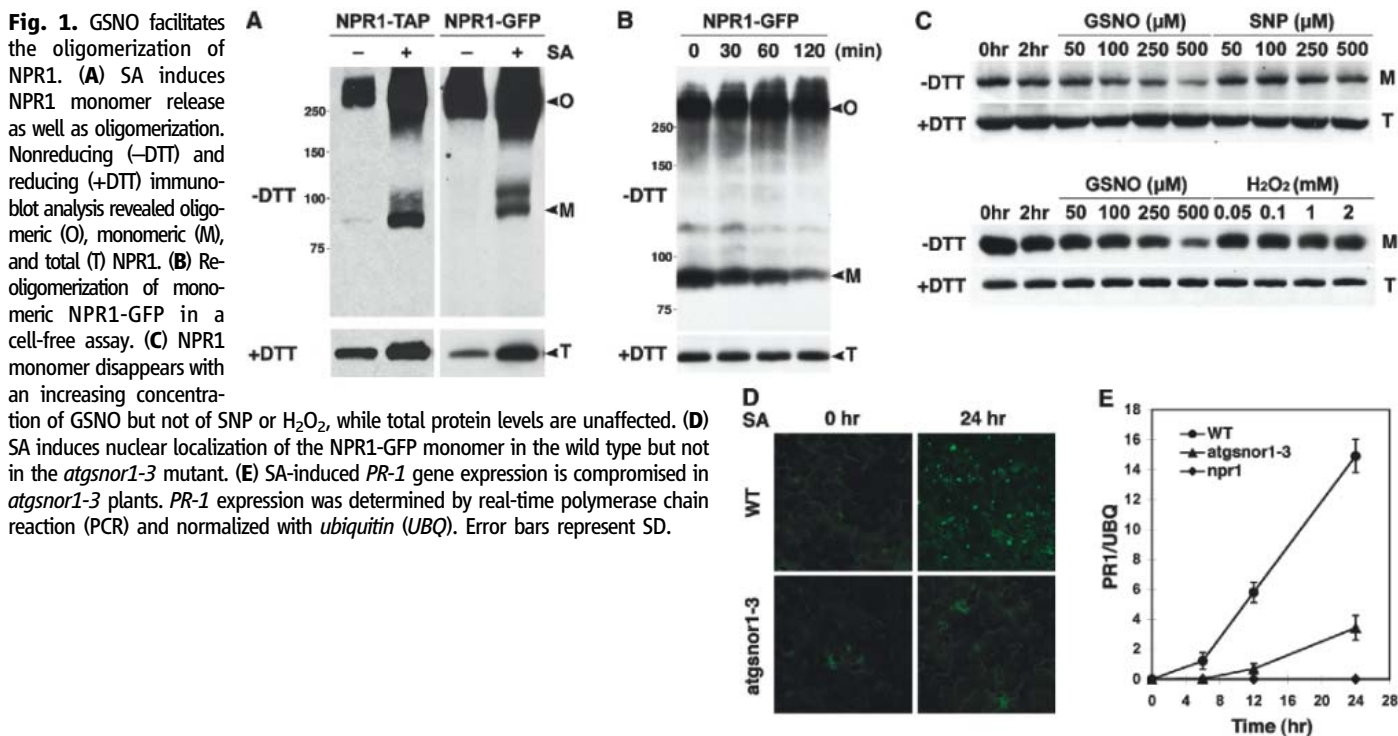 Fig. 1. GSNO facilitates
the oligomerization of
NPR1. (A) SA induces
NPR1 monomer release
as well as oligomerization.
Nonreducing (–DTT) and
reducing (+DTT) immuno-
blot analysis revealed oligo-
meric (O), monomeric (M),
and total (T) NPR1. (B) Re-
oligomerization of mono-
meric NPR1-GFP in a
cell-free assay. (C) NPR1
monomer disappears with
an increasing concentra-
tion of GSNO but not of SNP or H₂O₂, while total protein levels are unaffected. (D)
SA induces nuclear localization of the NPR1-GFP monomer in the wild type but not
in the atgsnor1-3 mutant. (E) SA-induced PR-1 gene expression is compromised in
atgsnor1-3 plants. PR-1 expression was determined by real-time polymerase chain
reaction (PCR) and normalized with ubiquitin (UBQ). Error bars represent SD.
A
NPR1-TAP NPR1-GFP
– + – + SA
250
150
-DTT
100
75
O
M
+DTT T
B
NPR1-GFP
0 30 60 120 (min)
O
250
150
-DTT
100
M
75
+DTT T
C
GSNO (µM) SNP (µM)
0hr 2hr 50 100 250 500 50 100 250 500
-DTT M
+DTT T
GSNO (µM) H₂O₂ (mM)
0hr 2hr 50 100 250 500 0.05 0.1 1 2
-DTT M
+DTT T
D
SA 0 hr 24 hr
WT
atgsnor1-3
E
18
16
14
12
10
8
6
4
2
0
PR1/UBQ
WT
atgsnor1-3
npr1
0 4 8 12 16 20 24 28
Time (hr)